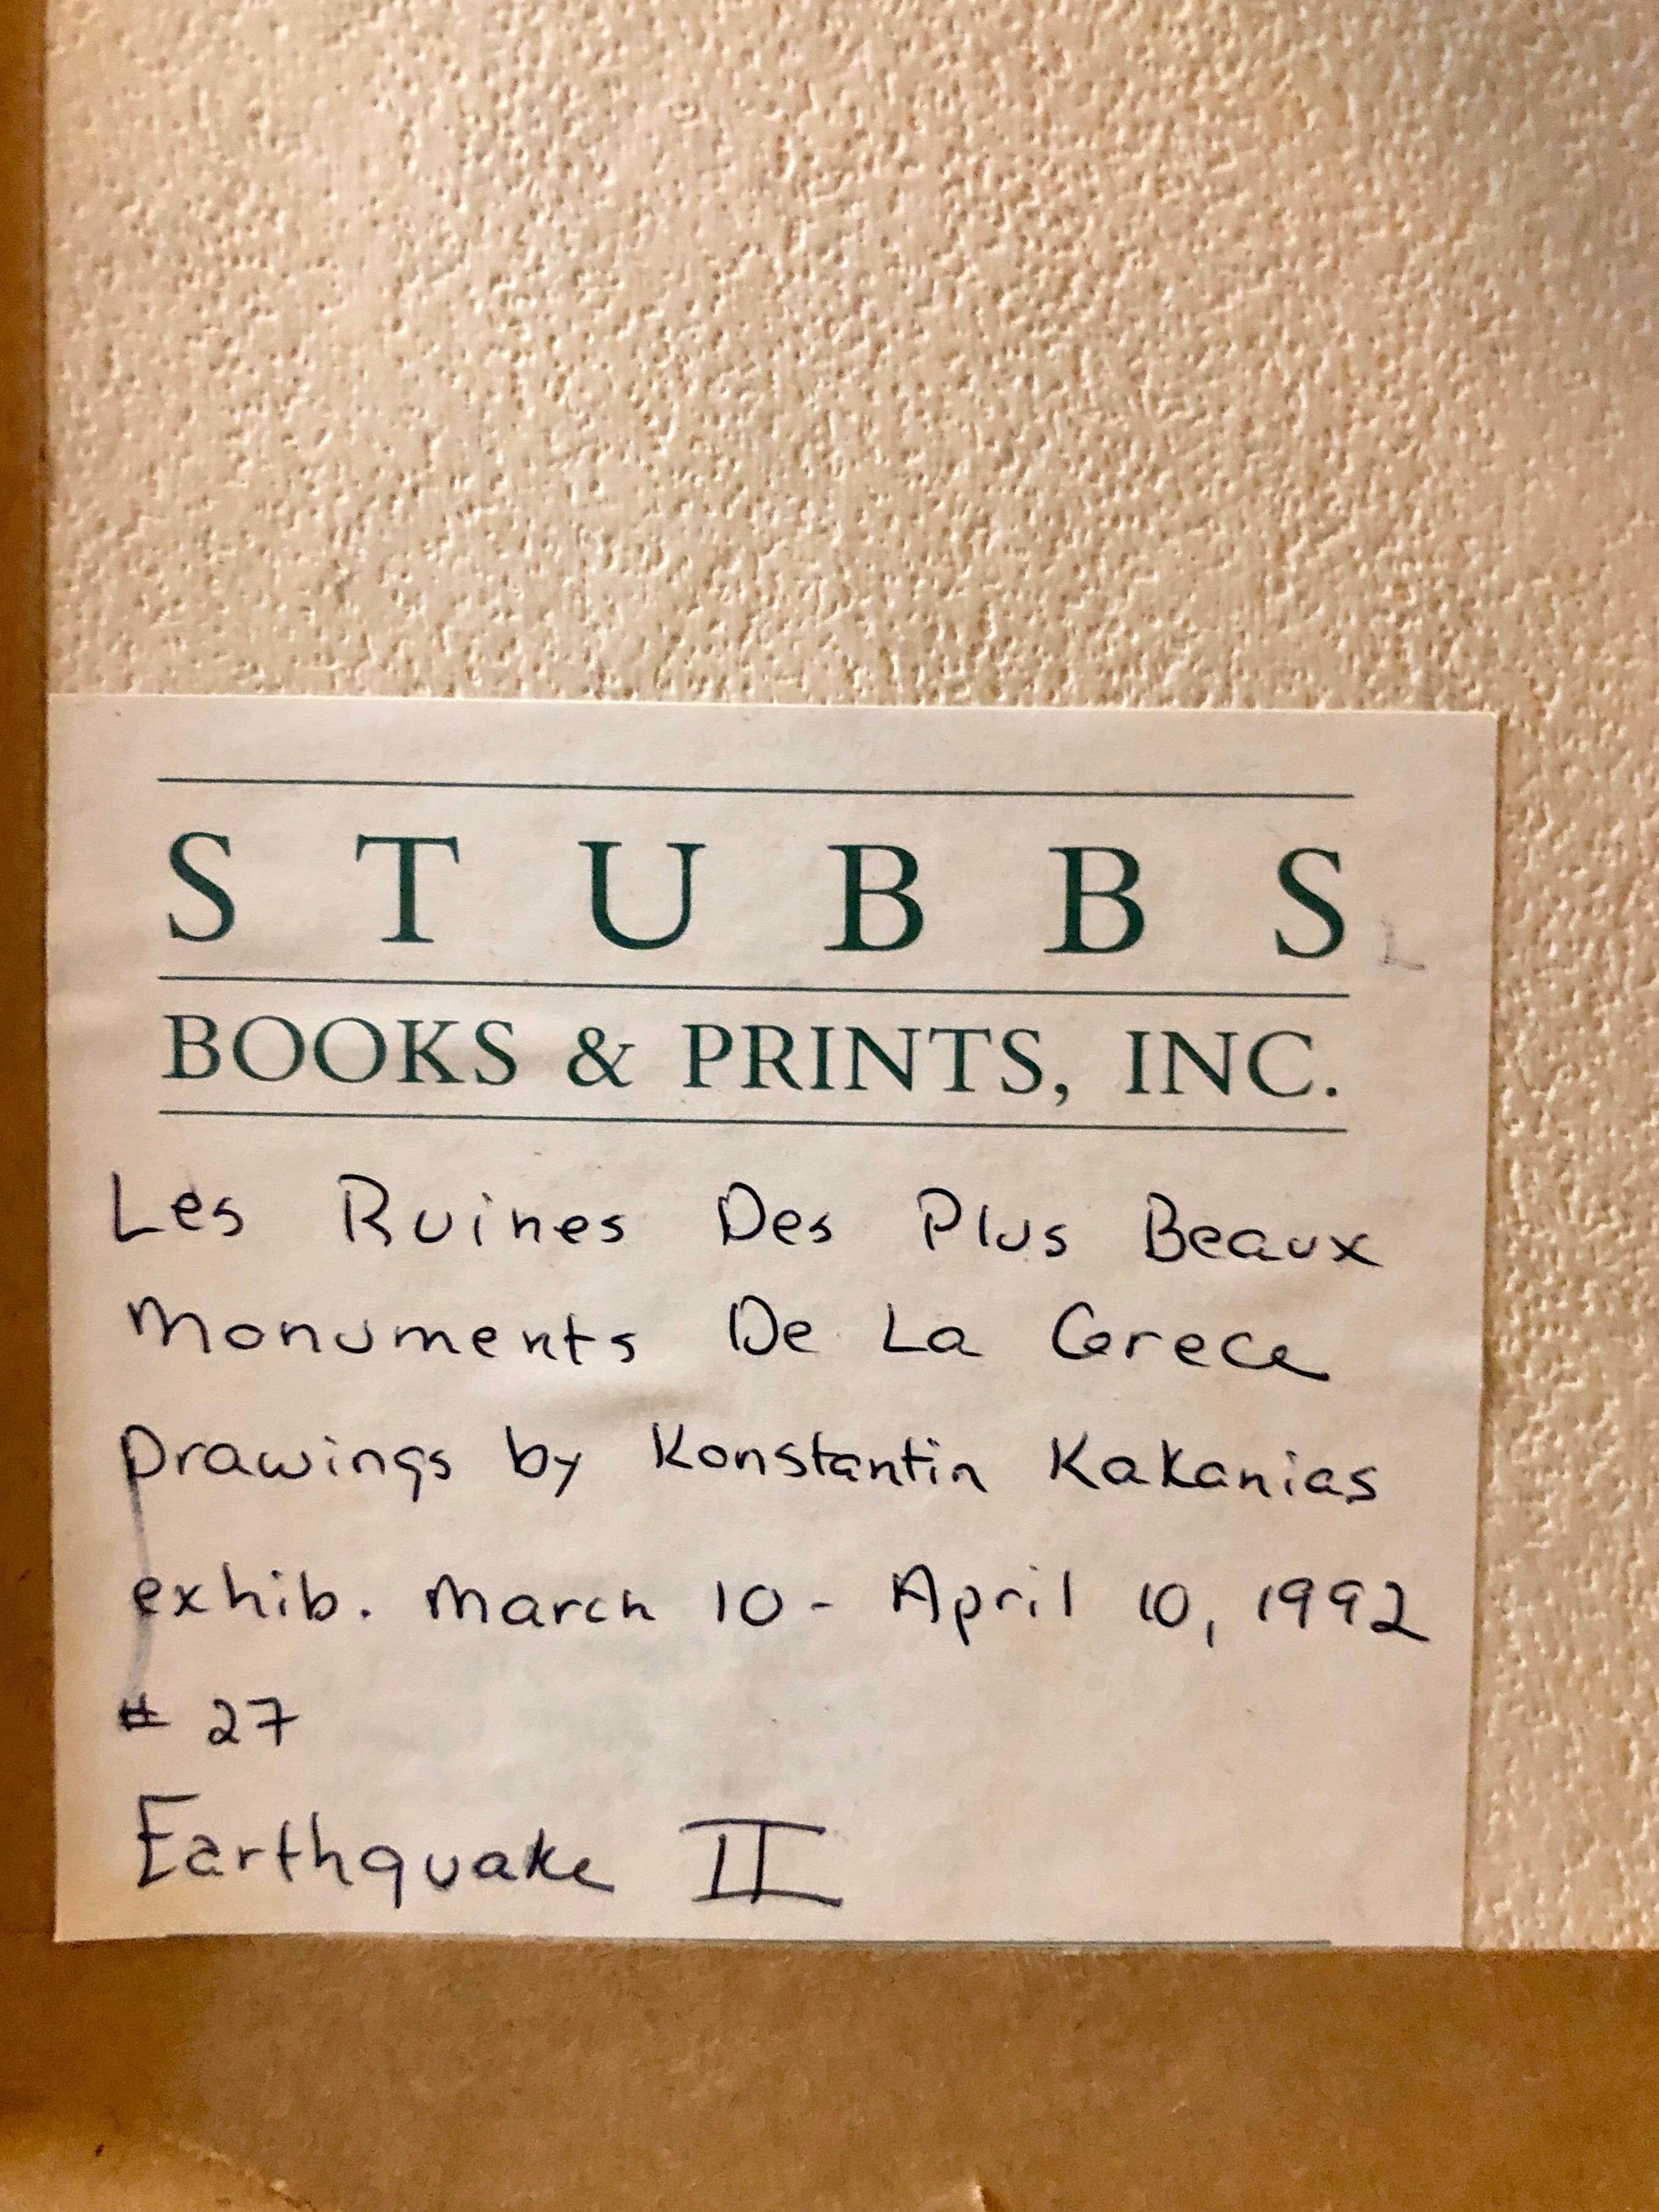 STUBBS
BOOKS & PRINTS, INC.
Les Ruines Des Plus Beaux
Monuments De La Grece
Drawings by Konstantin Kakanias
exhib. March 10 - April 10, 1992
# 27
Earthquake II